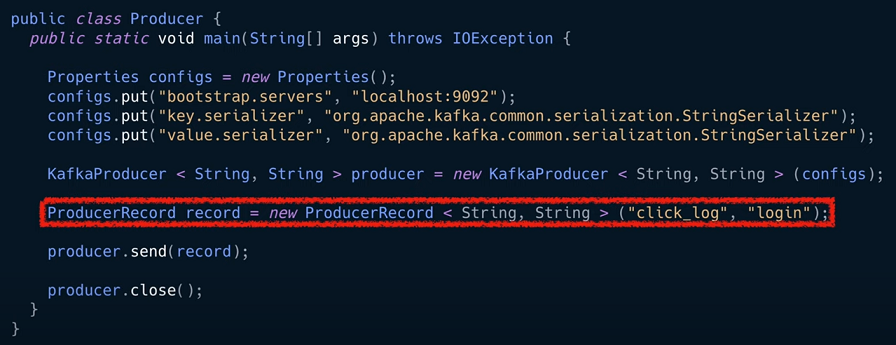 public class Producer {
public static void main(String[] args) throws IOException {
Properties configs = new Properties();
configs.put("bootstrap.servers", "localhost:9092");
configs.put("key.serializer", "org.apache.kafka.common.serialization.StringSerializer");
configs.put("value.serializer", "org.apache.kafka.common.serialization.StringSerializer");
KafkaProducer < String, String > producer = new KafkaProducer < String, String > (configs);
ProducerRecord record = new ProducerRecord < String, String > ("click_log", "login");
producer.send(record);
producer.close();
}
}